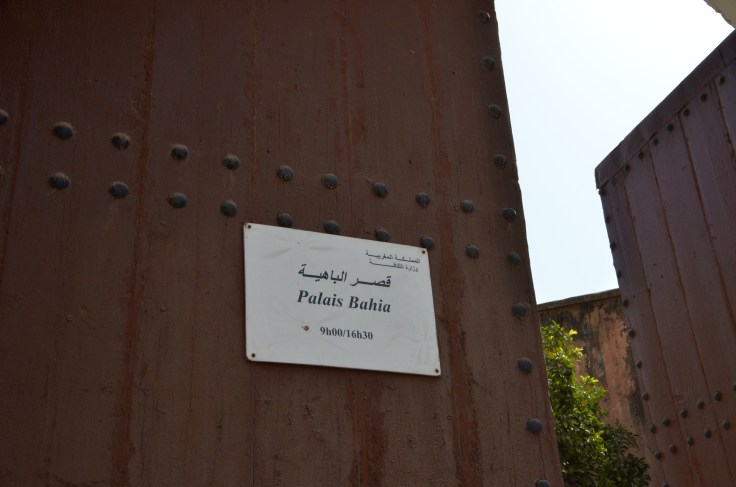 المملكة المغربية
وزارة الثقافة
قصر الباهية
Palais Bahia
9h00/16h30